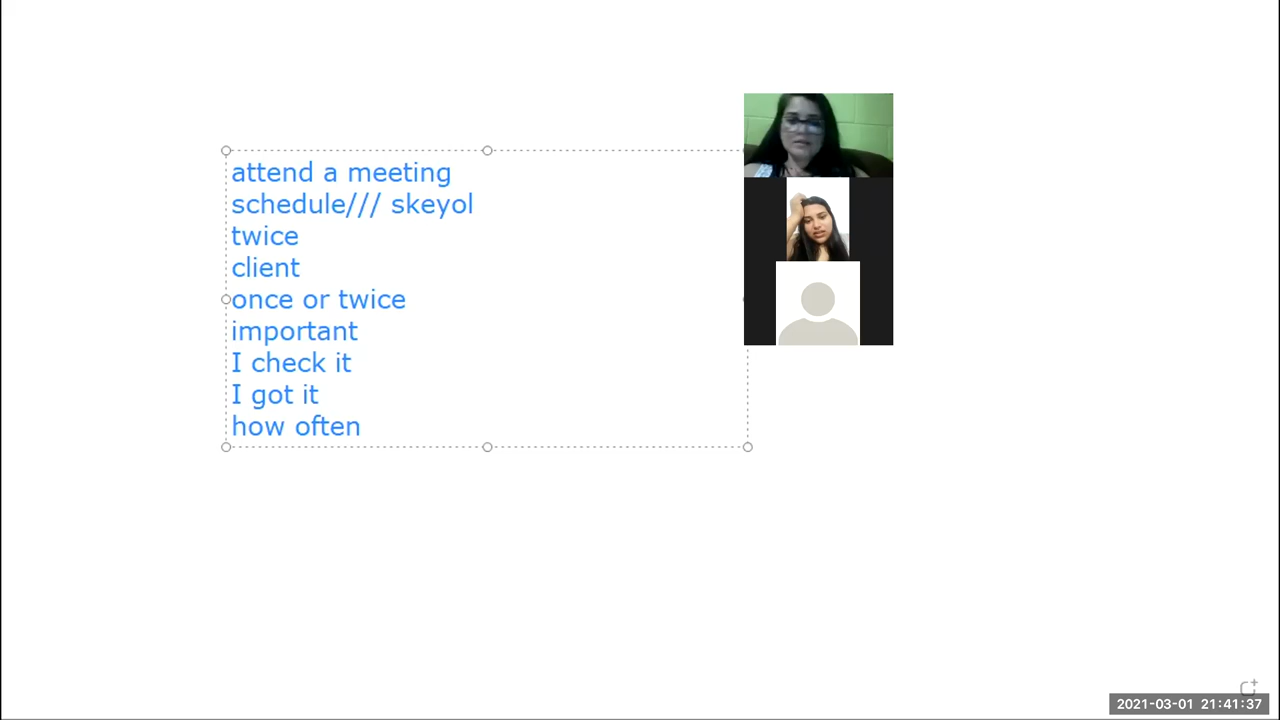 attend a meeting
schedule/// skeyol
twice
client
once or twice
important
I check it
I got it
how often
2021-03-01 21:41:37